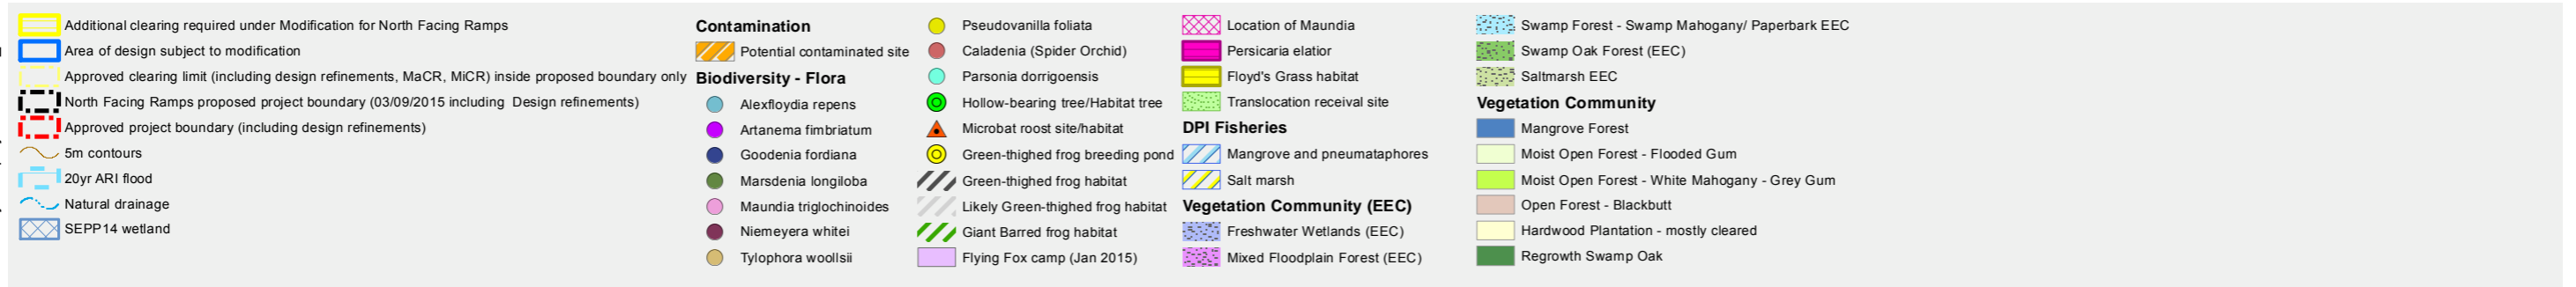 Additional clearing required under Modification for North Facing Ramps
Area of design subject to modification
Approved clearing limit (including design refinements, MaCR, MiCR) inside proposed boundary only
North Facing Ramps proposed project boundary (03/09/2015 including Design refinements)
Approved project boundary (including design refinements)
5m contours
20yr ARI flood
Natural drainage
SEPP14 wetland
Contamination
Potential contaminated site
Biodiversity - Flora
Alexfloydia repens
Artanema fimbriatum
Goodenia fordiana
Marsdenia longiloba
Maundia triglochinoides
Niemeyera whitei
Tylophora woollsii
Pseudovanilla foliata
Caladenia (Spider Orchid)
Parsonia dorrigoensis
Hollow-bearing tree/Habitat tree
Microbat roost site/habitat
Green-thighed frog breeding pond
Green-thighed frog habitat
Likely Green-thighed frog habitat
Giant Barred frog habitat
Flying Fox camp (Jan 2015)
Location of Maundia
Persicaria elatior
Floyd's Grass habitat
Translocation receival site
DPI Fisheries
Mangrove and pneumataphores
Salt marsh
Vegetation Community (EEC)
Freshwater Wetlands (EEC)
Mixed Floodplain Forest (EEC)
Swamp Forest - Swamp Mahogany/ Paperbark EEC
Swamp Oak Forest (EEC)
Saltmarsh EEC
Vegetation Community
Mangrove Forest
Moist Open Forest - Flooded Gum
Moist Open Forest - White Mahogany - Grey Gum
Open Forest - Blackbutt
Hardwood Plantation - mostly cleared
Regrowth Swamp Oak